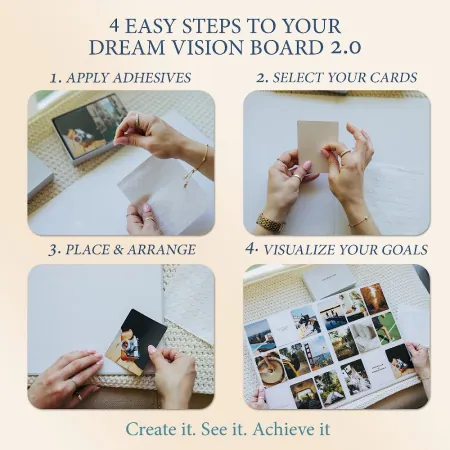 4 EASY STEPS TO YOUR
DREAM VISION BOARD 2.0
1. APPLY ADHESIVES
2. SELECT YOUR CARDS
3. PLACE & ARRANGE
4. VISUALIZE YOUR GOALS
Create it. See it. Achieve it